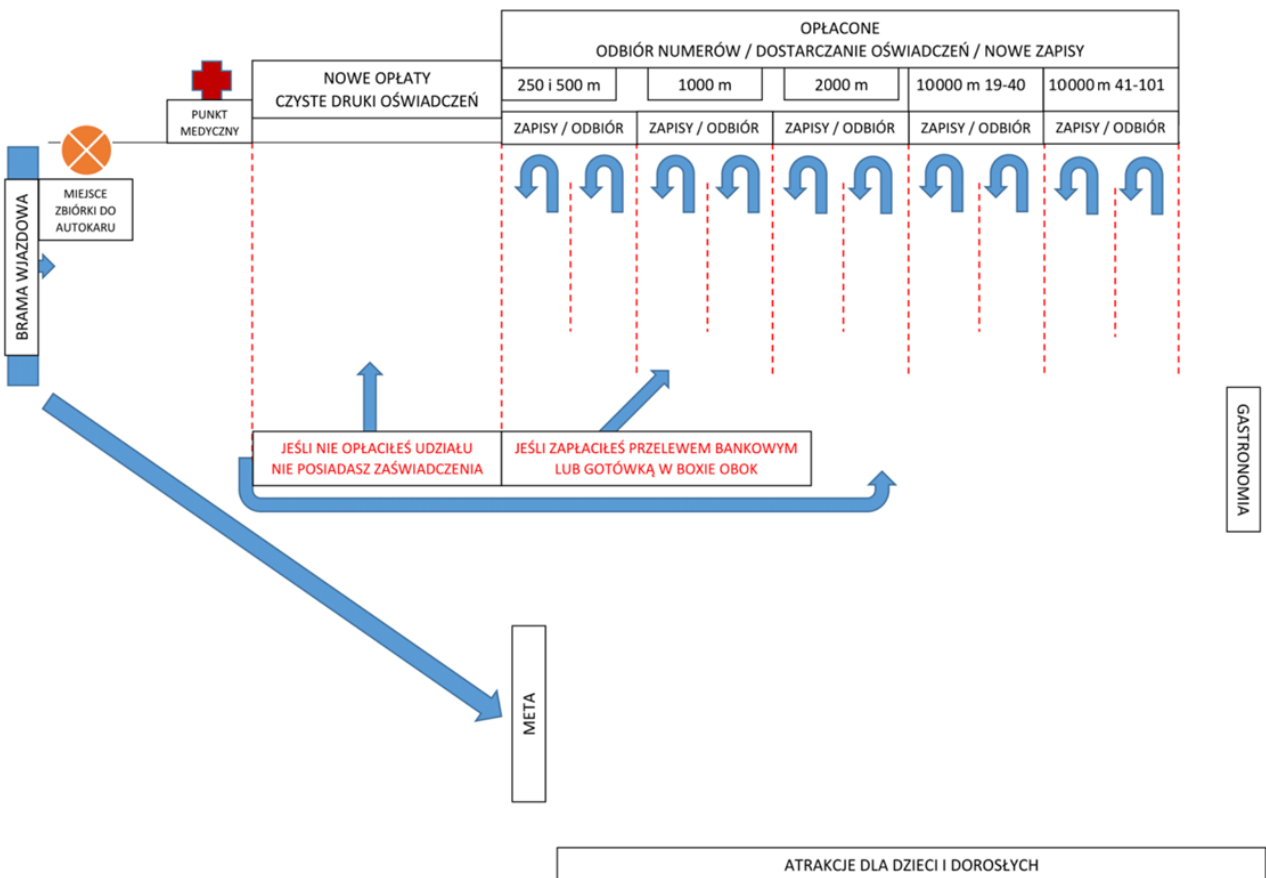 OPŁACONE
ODBIÓR NUMERÓW / DOSTARCZANIE OŚWIADCZEŃ / NOWE ZAPISY
NOWE OPŁATY
CZYSTE DRUKI OŚWIADCZEŃ
250 i 500 m
1000 m
2000 m
10000 m 19-40
10000 m 41-101
PUNKT
MEDYCZNY
ZAPISY / ODBIÓR
ZAPISY / ODBIÓR
ZAPISY / ODBIÓR
ZAPISY / ODBIÓR
ZAPISY / ODBIÓR
BRAMA WJAZDOWA
MIEJSCE
ZBIÓRKI DO
AUTOKARU
JEŚLI NIE OPŁACIŁEŚ UDZIAŁU
NIE POSIADASZ ZAŚWIADCZENIA
JEŚLI ZAPŁACIŁEŚ PRZELEWEM BANKOWYM
LUB GOTÓWKĄ W BOXIE OBOK
GASTRONOMIA
META
ATRAKCJE DLA DZIECI I DOROSŁYCH